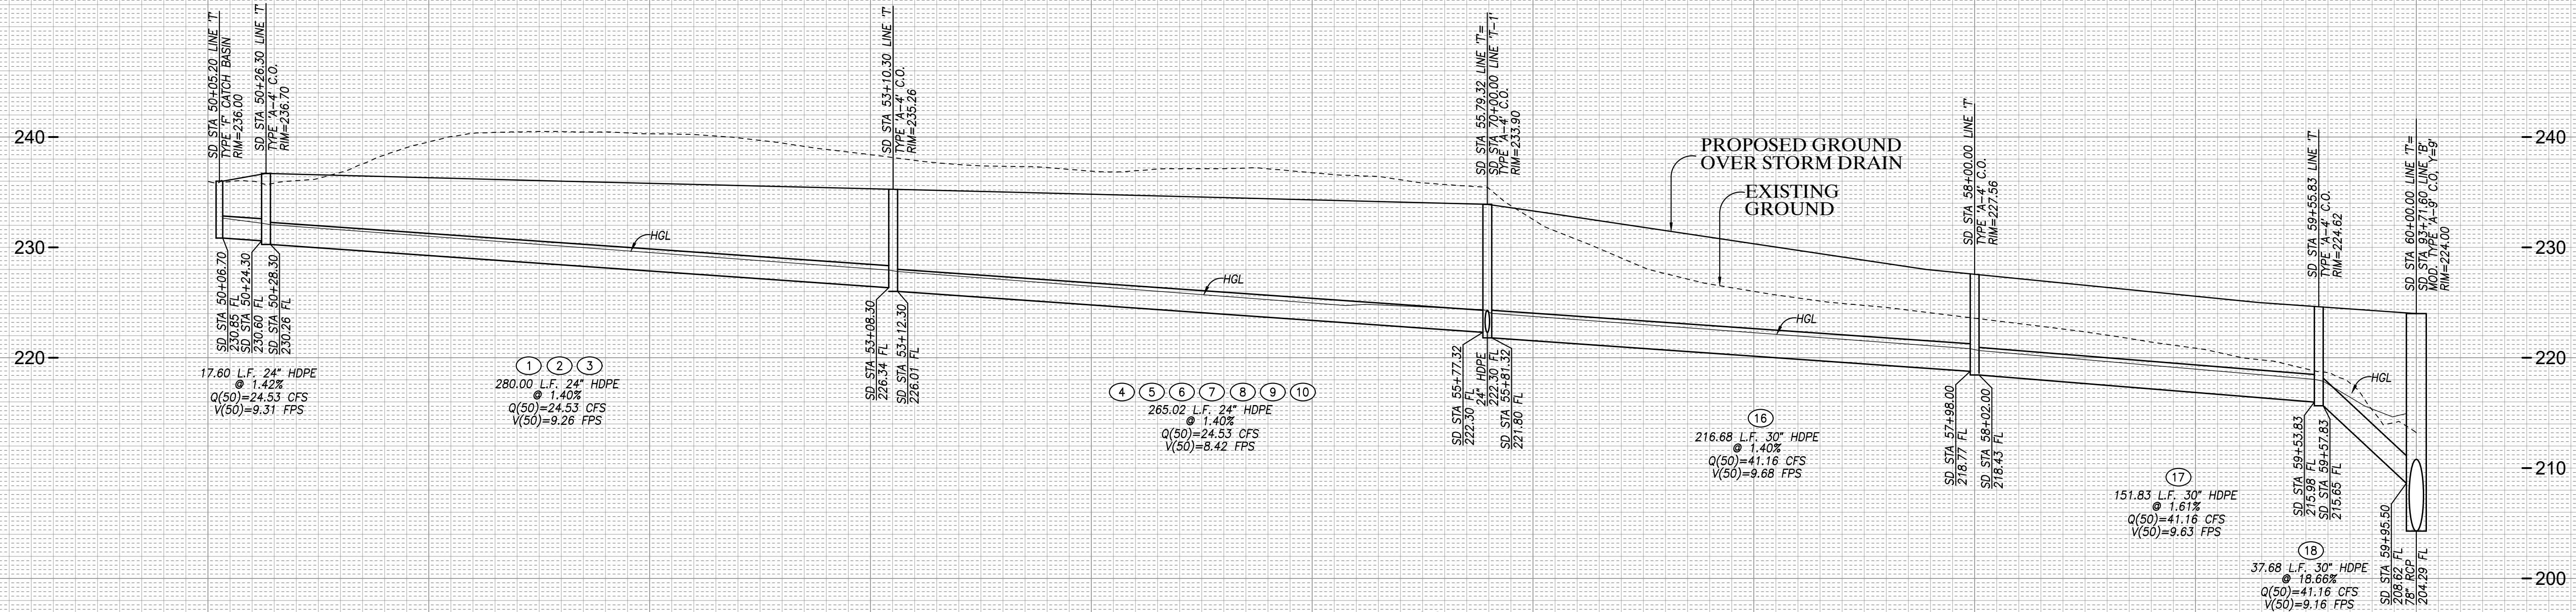 SD STA 50+05.20 LINE 'T'
TYPE 'F' CATCH BASIN
RIM=236.00
SD STA 50+26.30 LINE 'T'
TYPE 'A-4' C.O.
RIM=236.70
SD STA 53+10.30 LINE 'T'
TYPE 'A-4' C.O.
RIM=235.26
SD STA 55.79.32 LINE 'T'=
SD STA 70+00.00 LINE 'T-1'
TYPE 'A-4' C.O.
RIM=233.90
SD STA 58+00.00 LINE 'T'
TYPE 'A-4' C.O.
RIM=227.56
SD STA 59+55.83 LINE 'T'
TYPE 'A-4' C.O.
RIM=224.62
SD STA 60+00.00 LINE 'T'=
SD STA 93+71.60 LINE 'B'
MOD. TYPE 'A-9' C.O, Y=9'
RIM=224.00
240
240
PROPOSED GROUND
OVER STORM DRAIN
EXISTING
GROUND
230
230
HGL
HGL
HGL
HGL
220
220
210
200
SD STA 50+06.70
230.85 FL
SD STA 50+24.30
230.60 FL
SD STA 50+28.30
230.26 FL
17.60 L.F. 24" HDPE
@ 1.42%
Q(50)=24.53 CFS
V(50)=9.31 FPS
1 2 3
280.00 L.F. 24" HDPE
@ 1.40%
Q(50)=24.53 CFS
V(50)=9.26 FPS
SD STA 53+08.30
226.34 FL
SD STA 53+12.30
226.01 FL
4 5 6 7 8 9 10
265.02 L.F. 24" HDPE
@ 1.40%
Q(50)=24.53 CFS
V(50)=8.42 FPS
SD STA 55+77.32
222.30 FL
24" HDPE
222.30 FL
SD STA 55+81.32
221.80 FL
16
216.68 L.F. 30" HDPE
@ 1.40%
Q(50)=41.16 CFS
V(50)=9.68 FPS
SD STA 57+98.00
218.77 FL
SD STA 58+02.00
218.43 FL
17
151.83 L.F. 30" HDPE
@ 1.61%
Q(50)=41.16 CFS
V(50)=9.63 FPS
SD STA 59+53.83
215.98 FL
SD STA 59+57.83
215.65 FL
18
37.68 L.F. 30" HDPE
@ 18.66%
Q(50)=41.16 CFS
V(50)=9.16 FPS
SD STA 59+95.50
208.62 FL
78" RCP
204.29 FL